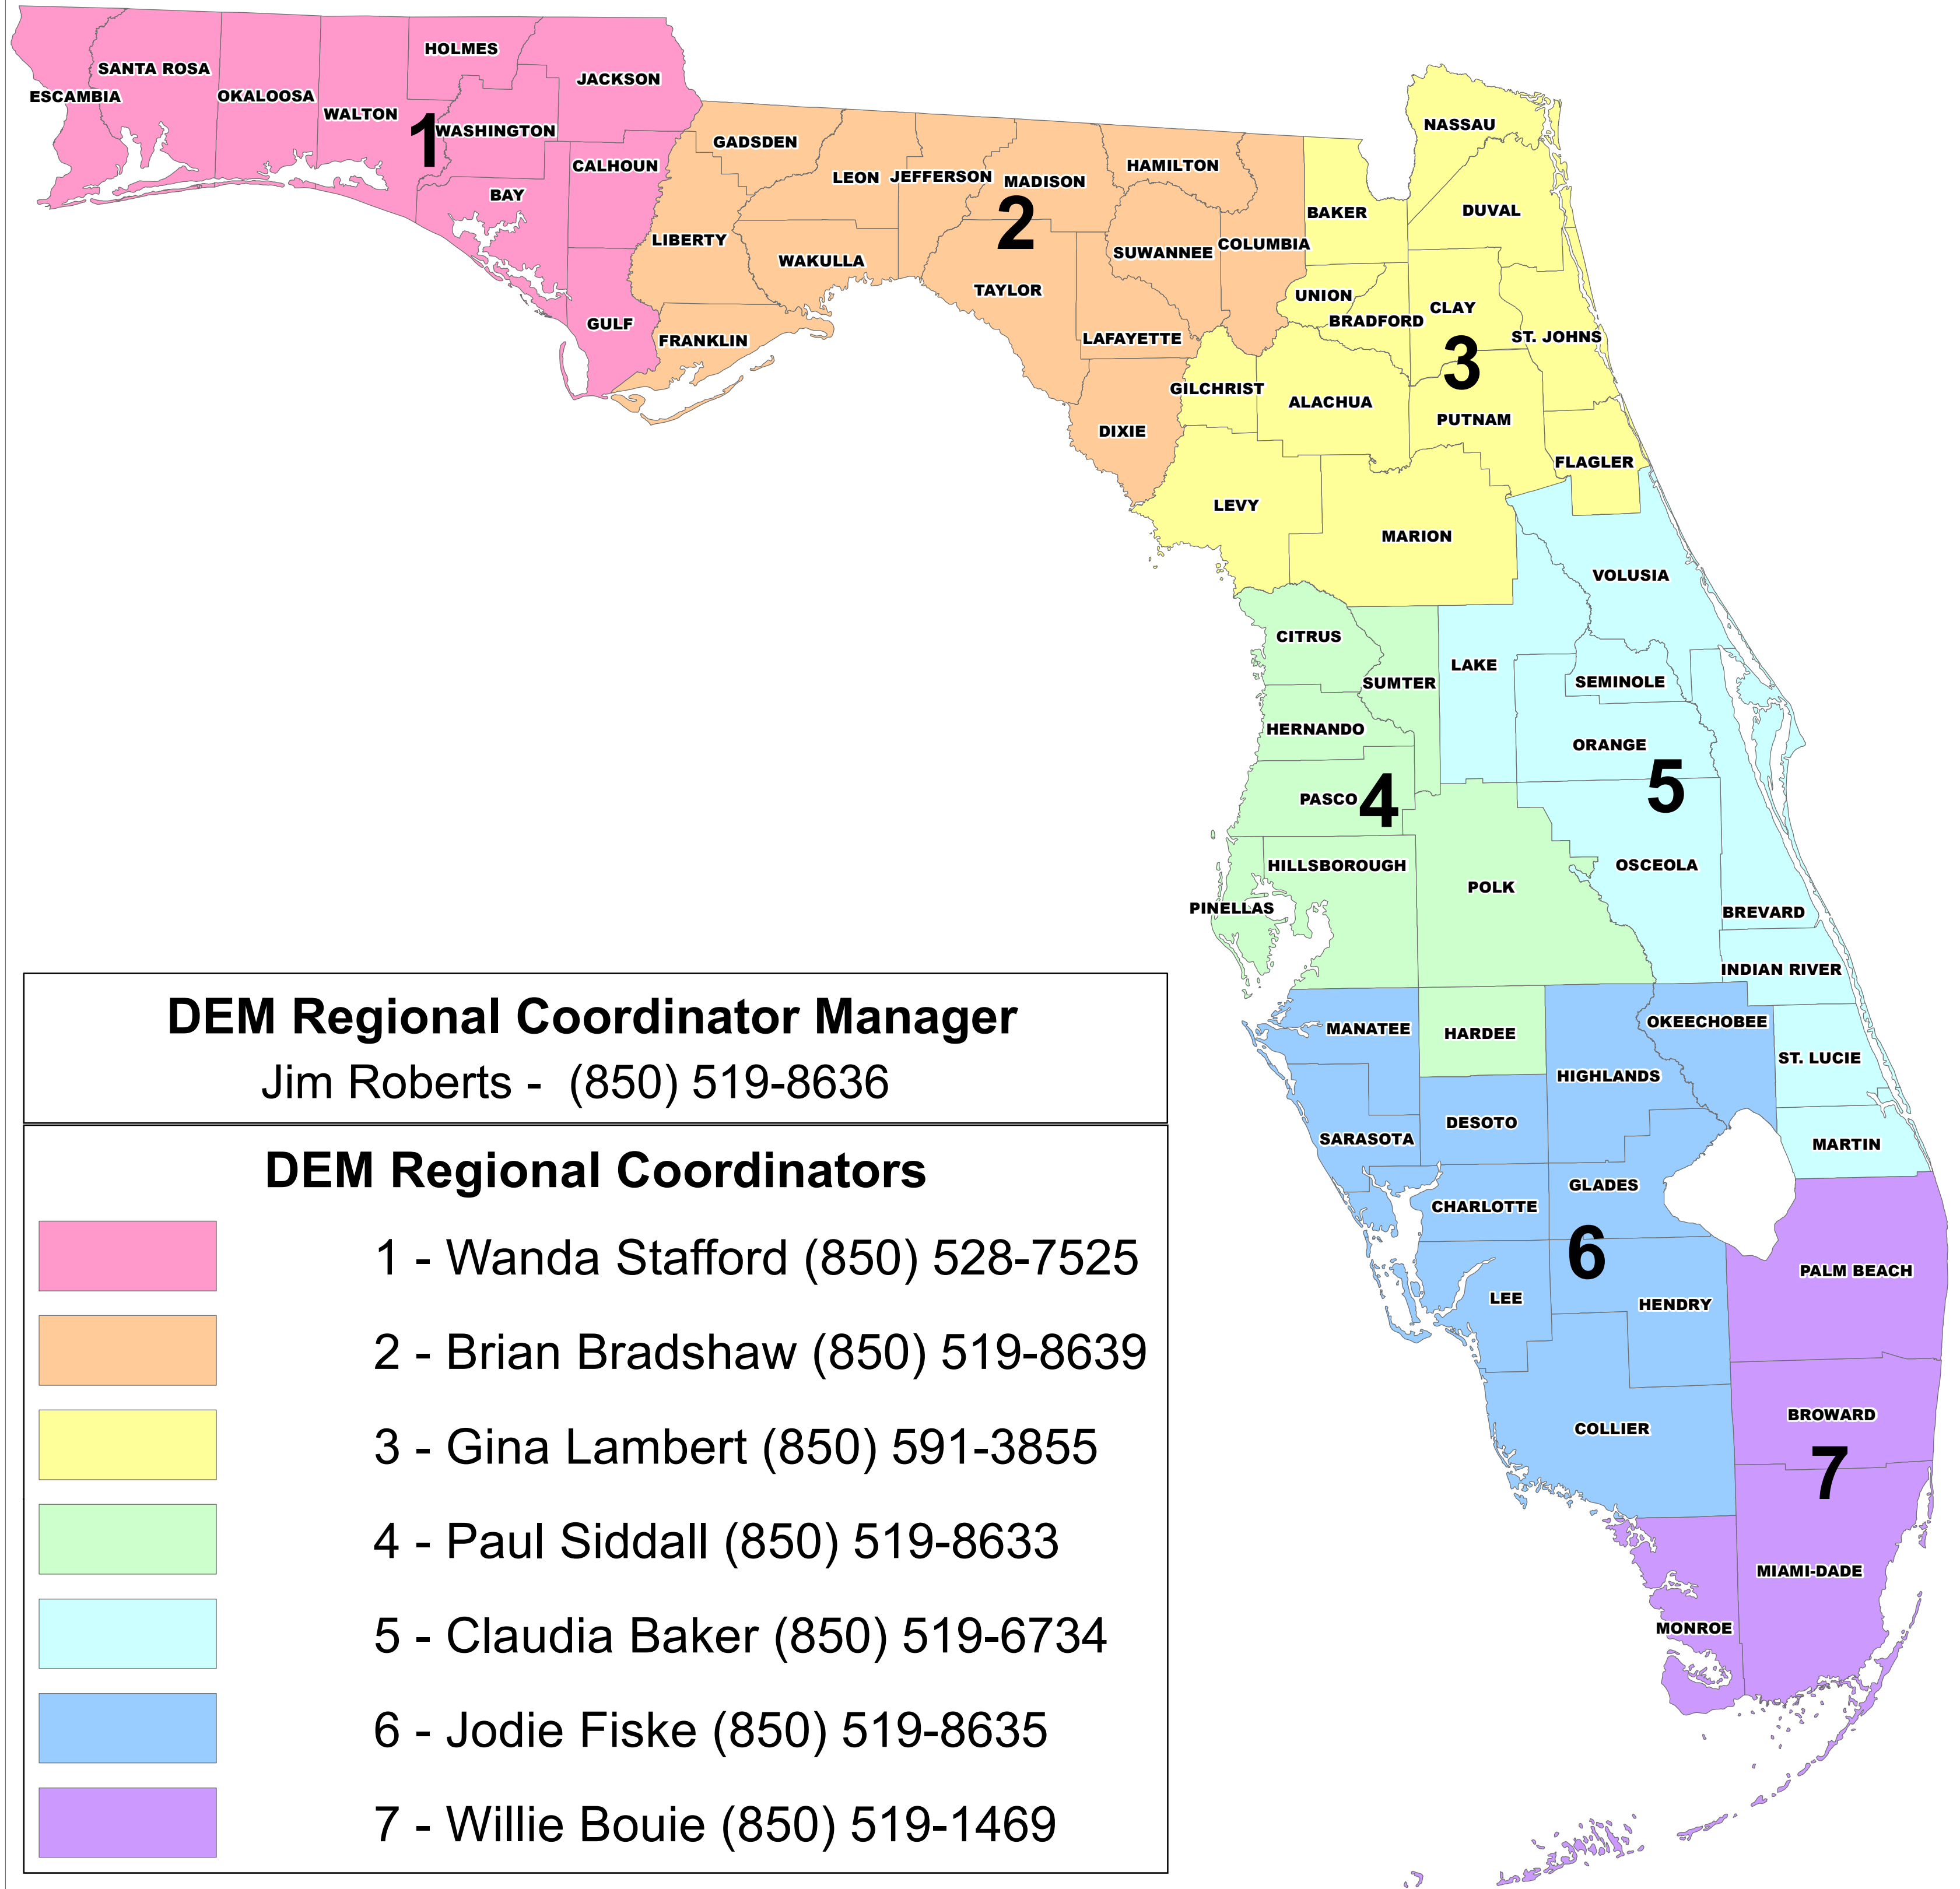 HOLMES
SANTA ROSA
JACKSON
ESCAMBIA
OKALOOSA
WALTON
1
WASHINGTON
CALHOUN
BAY
GULF
GADSDEN
LEON
JEFFERSON
MADISON
HAMILTON
2
LIBERTY
WAKULLA
SUWANNEE
COLUMBIA
TAYLOR
FRANKLIN
LAFAYETTE
DIXIE
NASSAU
BAKER
DUVAL
UNION
BRADFORD
CLAY
ST. JOHNS
3
GILCHRIST
ALACHUA
PUTNAM
FLAGLER
LEVY
MARION
CITRUS
SUMTER
HERNANDO
PASCO
4
HILLSBOROUGH
POLK
PINELLAS
HARDEE
VOLUSIA
LAKE
SEMINOLE
ORANGE
5
OSCEOLA
BREVARD
INDIAN RIVER
ST. LUCIE
MARTIN
MANATEE
OKEECHOBEE
HIGHLANDS
DESOTO
SARASOTA
GLADES
CHARLOTTE
6
LEE
HENDRY
COLLIER
PALM BEACH
BROWARD
7
MIAMI-DADE
MONROE
DEM Regional Coordinator Manager
Jim Roberts - (850) 519-8636
DEM Regional Coordinators
1 - Wanda Stafford (850) 528-7525
2 - Brian Bradshaw (850) 519-8639
3 - Gina Lambert (850) 591-3855
4 - Paul Siddall (850) 519-8633
5 - Claudia Baker (850) 519-6734
6 - Jodie Fiske (850) 519-8635
7 - Willie Bouie (850) 519-1469